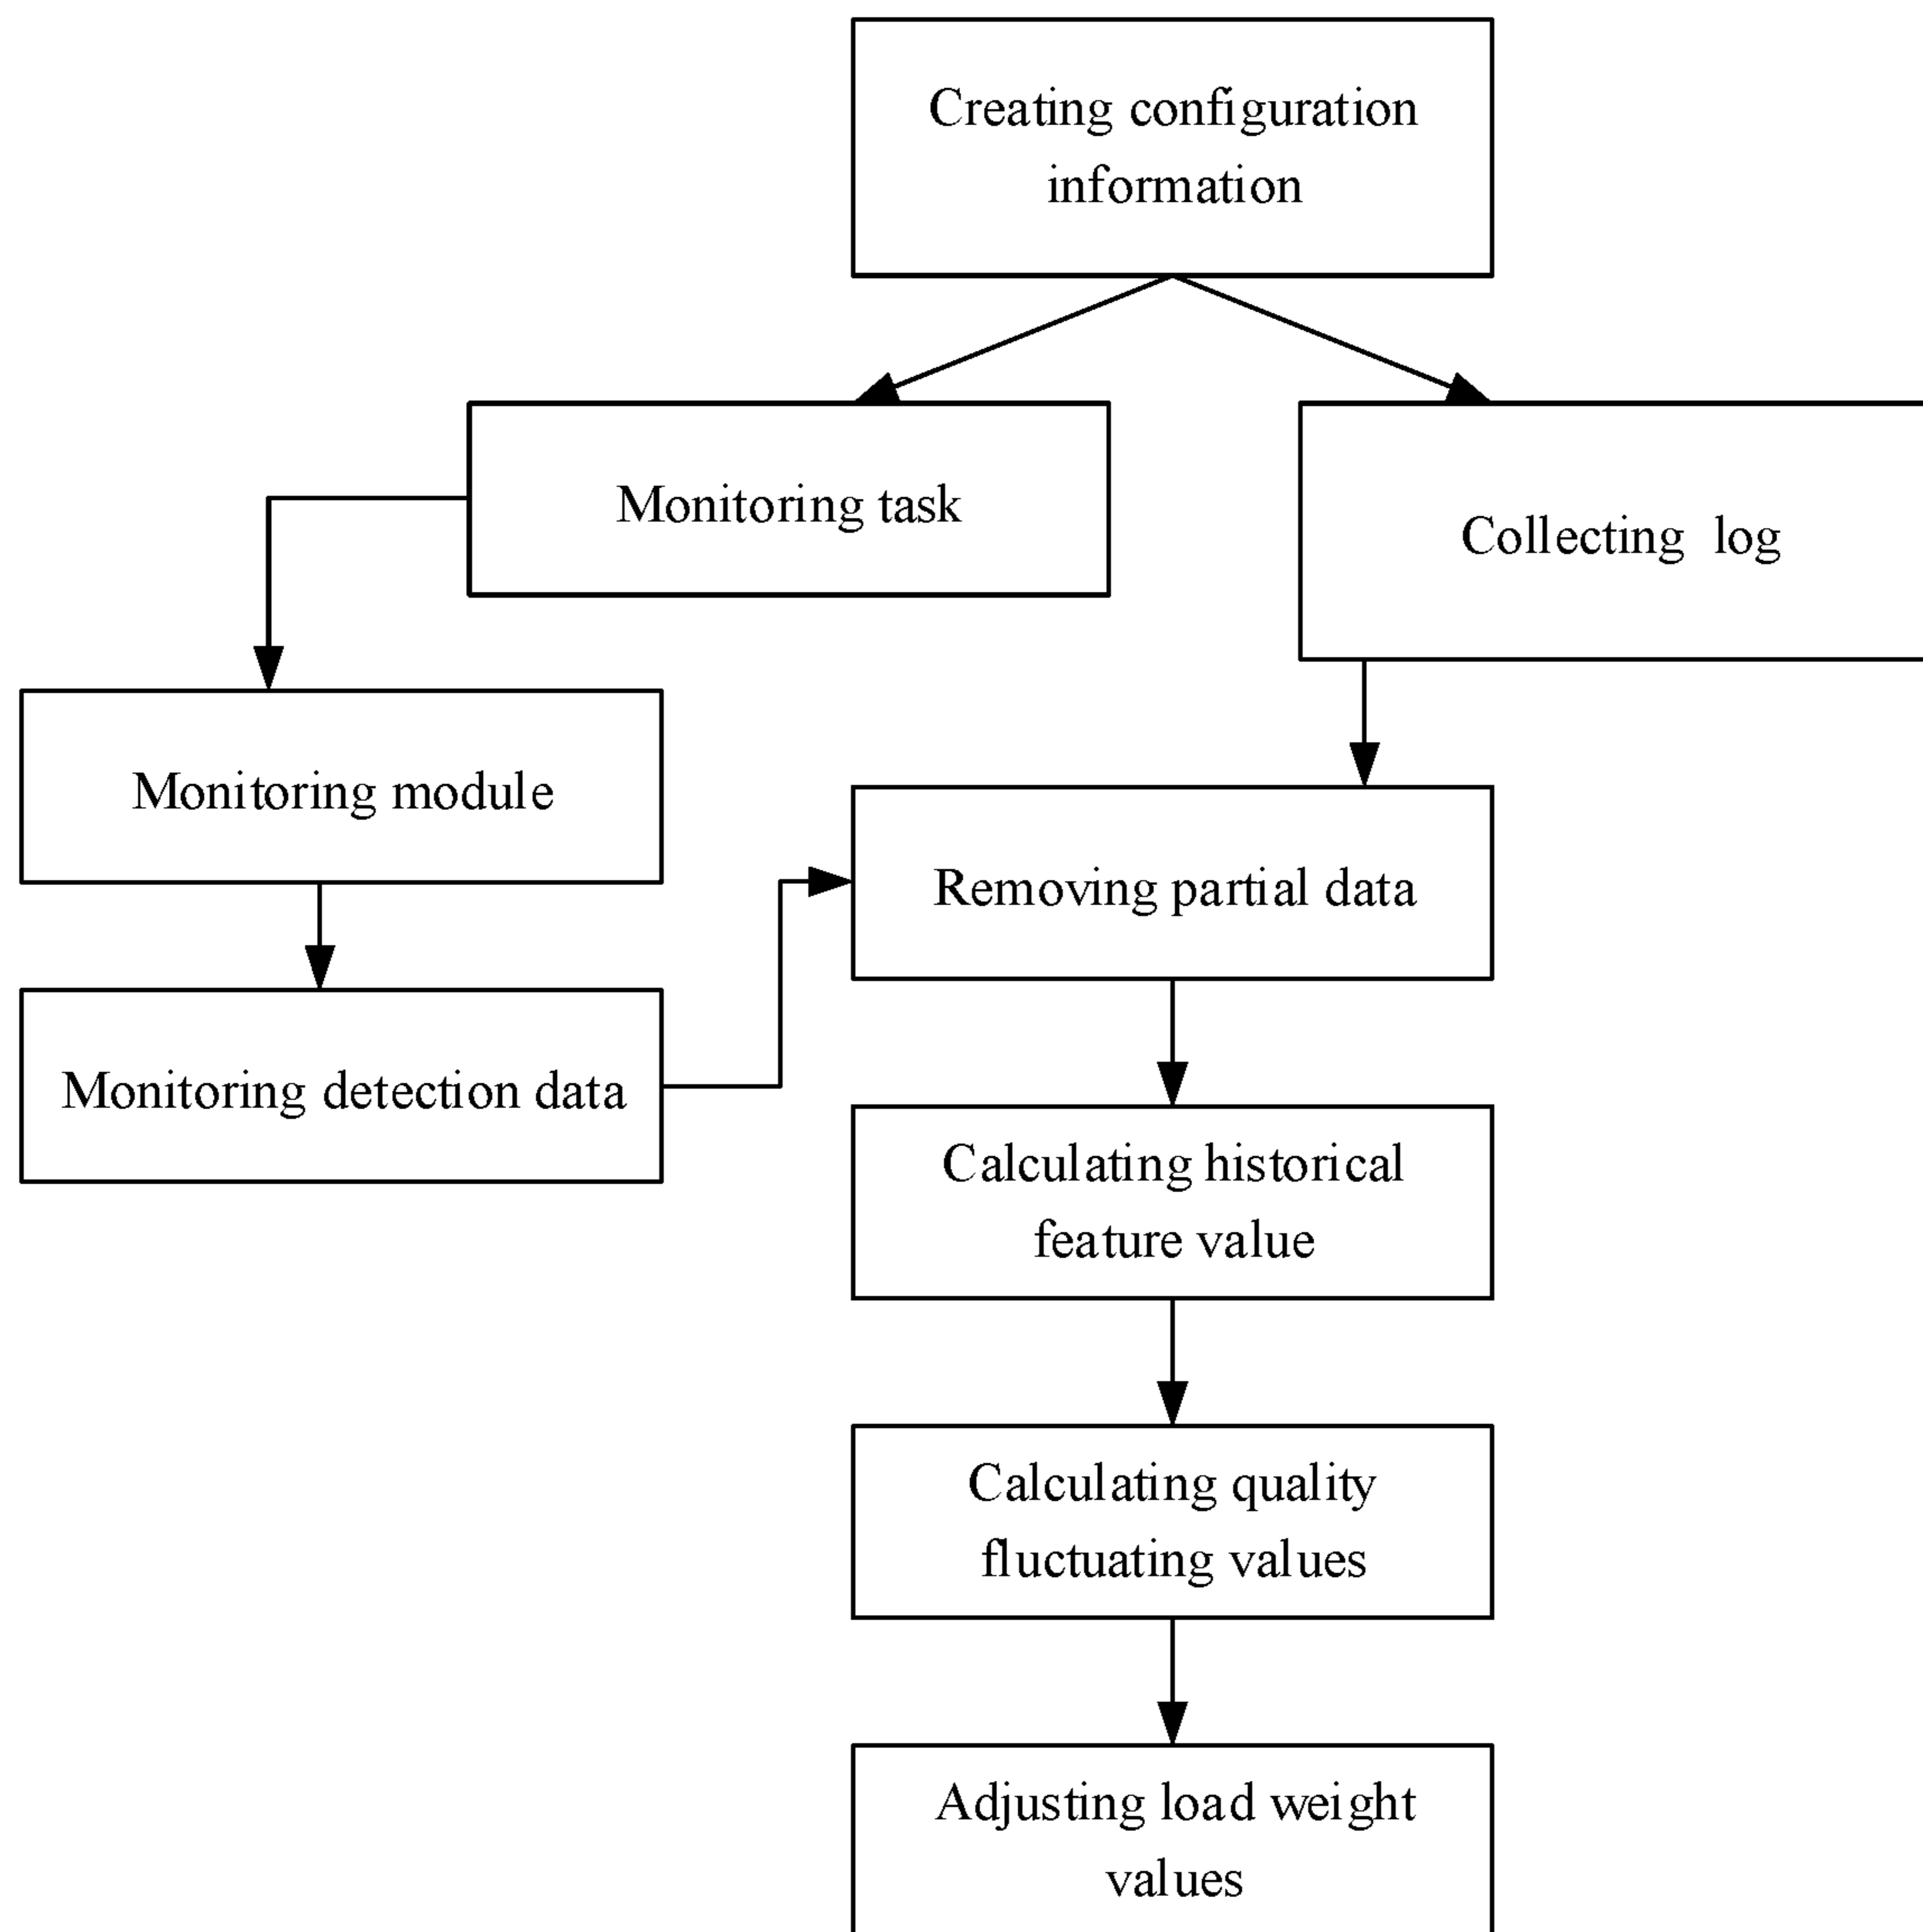 Creating configuration
information
Monitoring task
Collecting log
Monitoring module
Removing partial data
Monitoring detection data
Calculating historical
feature value
Calculating quality
fluctuating values
Adjusting load weight
values